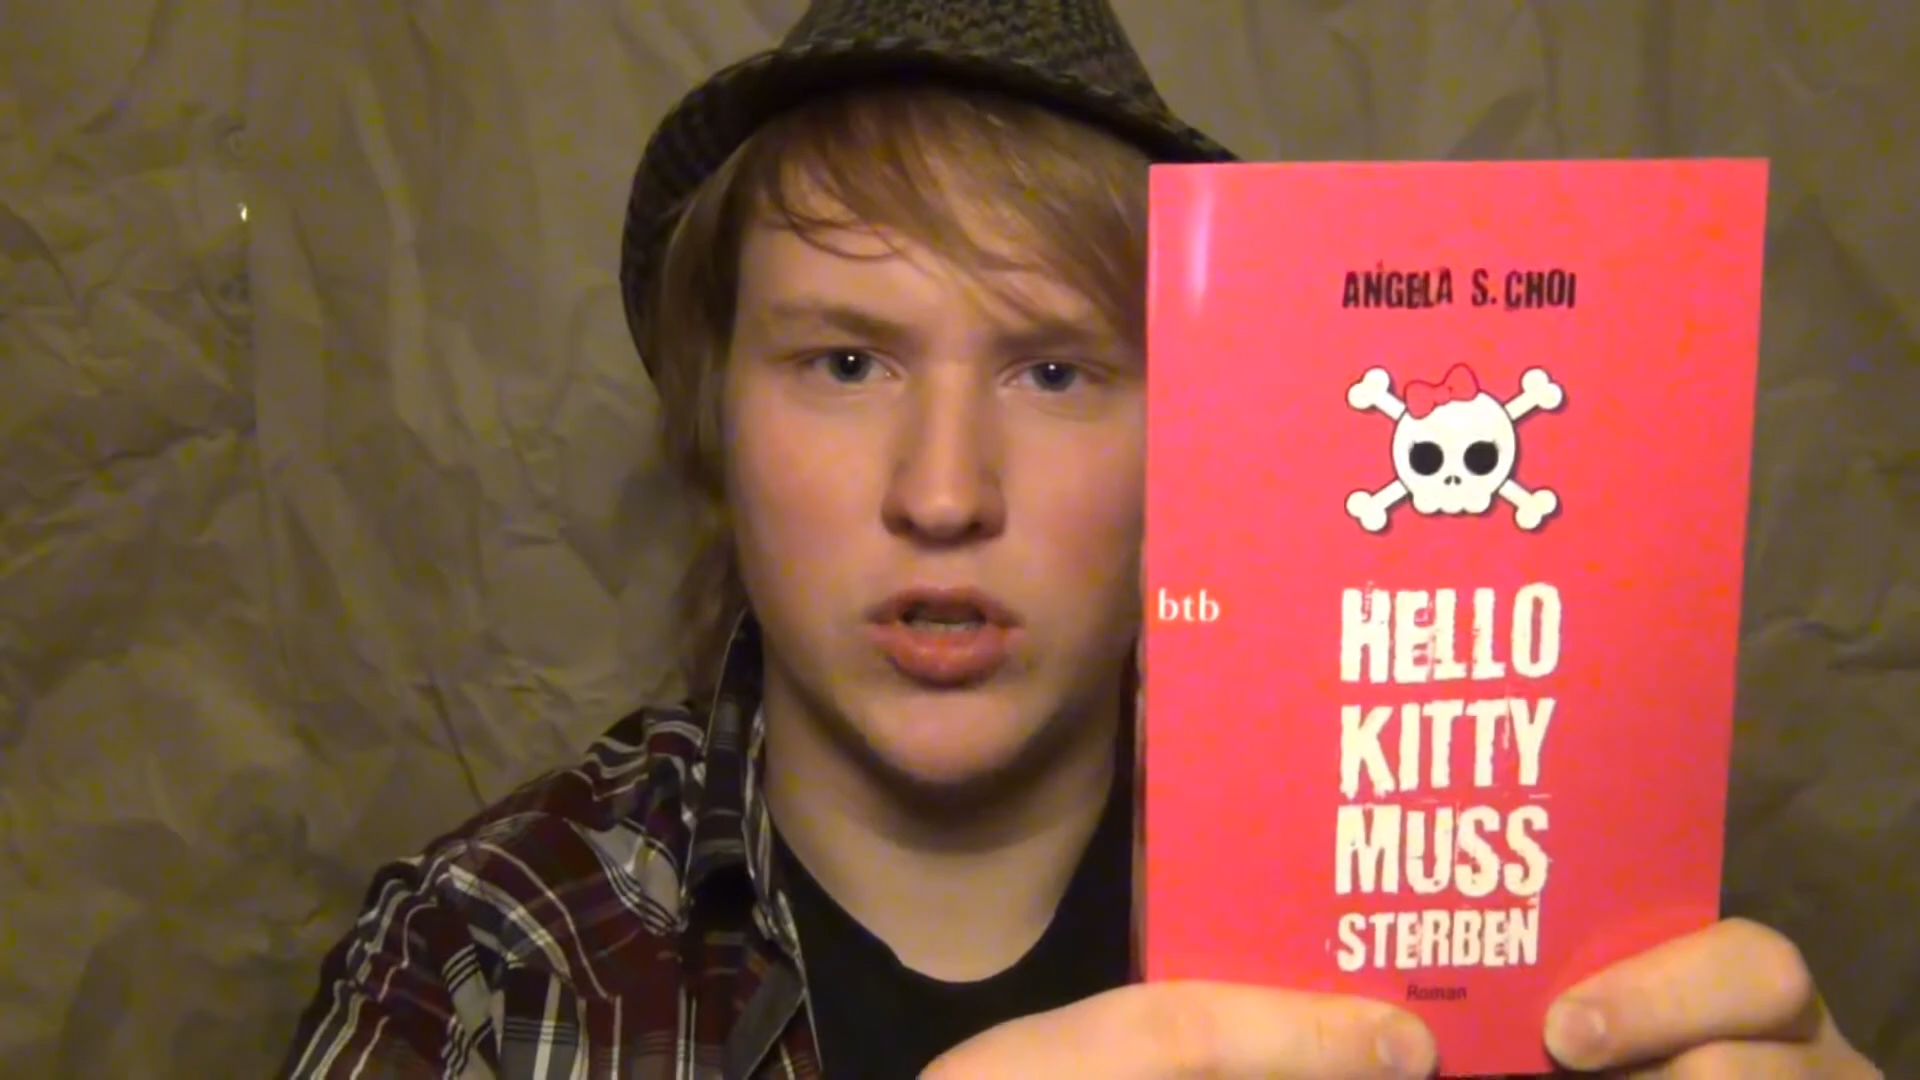 ANGELA S. CHOI
btb
HELLO
KITTY
MUSS
STERBEN
Roman